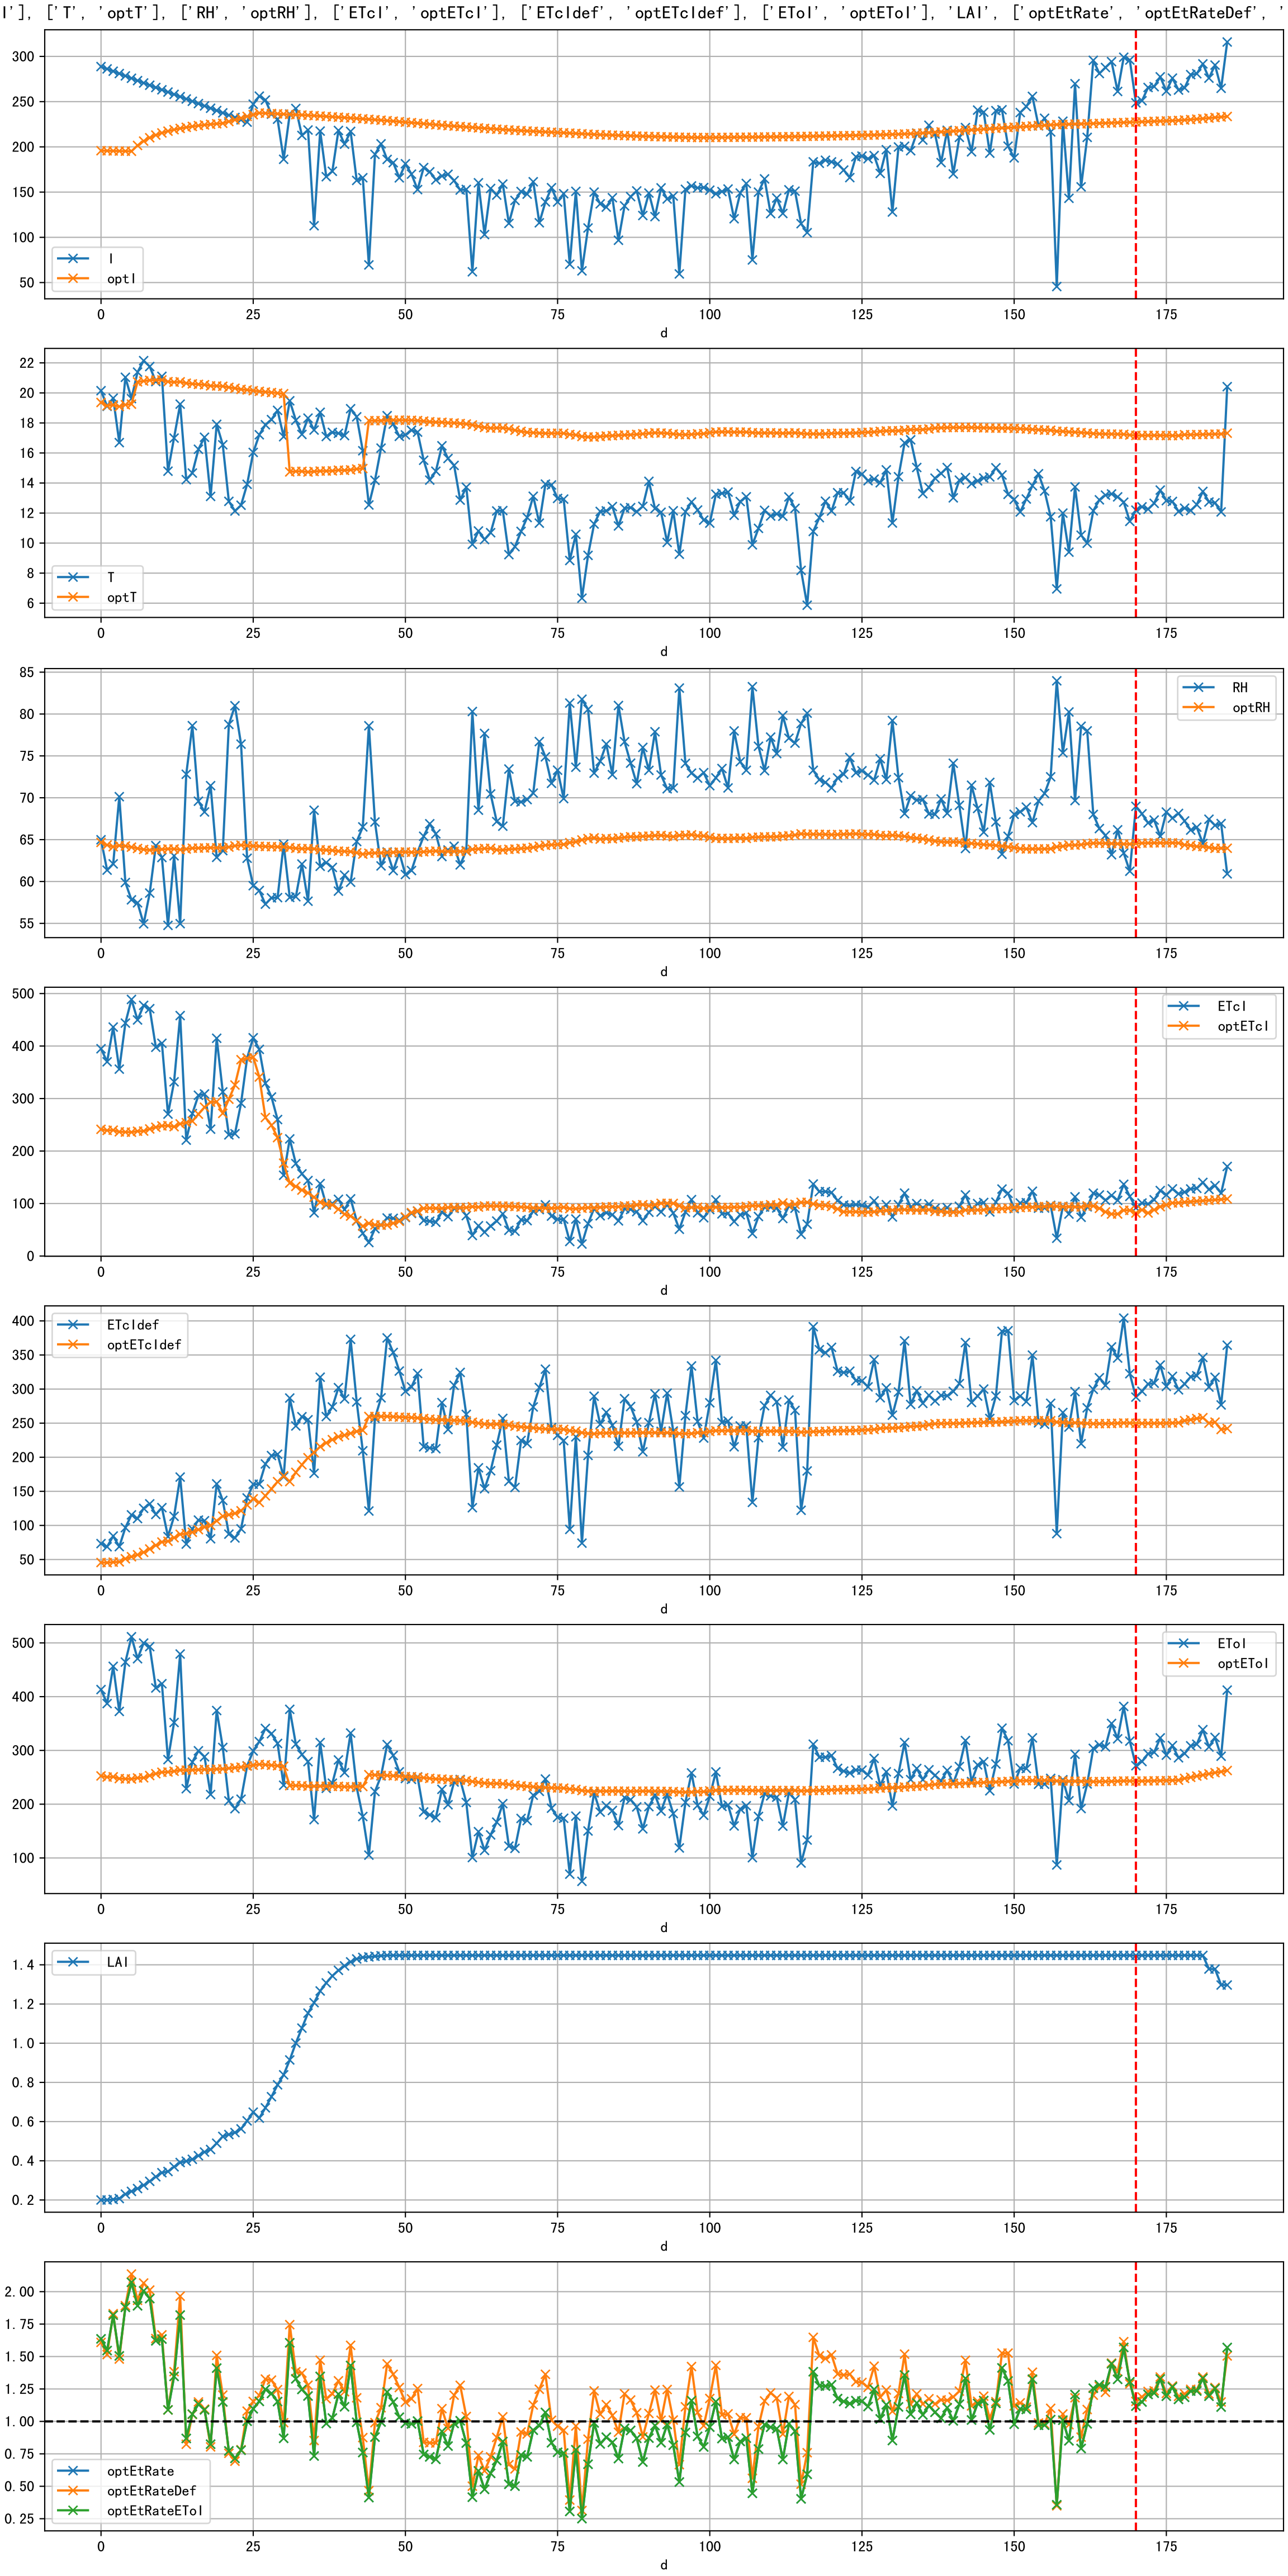 I'], ['T', 'optT'], ['RH', 'optRH'], ['ETcI', 'optETcI'], ['ETcIdef', 'optETcIdef'], ['EToI', 'optEToI'], 'LAI', ['optEtRate', 'optEtRateDef', '
300
250
200
150
100
50
I
optI
0 25 50 75 100 125 150 175
d
22
20
18
16
14
12
10
8
6
T
optT
0 25 50 75 100 125 150 175
d
85
80
75
70
65
60
55
RH
optRH
0 25 50 75 100 125 150 175
d
500
400
300
200
100
0
ETcI
optETcI
0 25 50 75 100 125 150 175
d
400
350
300
250
200
150
100
50
ETcIdef
optETcIdef
0 25 50 75 100 125 150 175
d
500
400
300
200
100
EToI
optEToI
0 25 50 75 100 125 150 175
d
1.4
1.2
1.0
0.8
0.6
0.4
0.2
LAI
0 25 50 75 100 125 150 175
d
2.00
1.75
1.50
1.25
1.00
0.75
0.50
0.25
optEtRate
optEtRateDef
optEtRateEToI
0 25 50 75 100 125 150 175
d